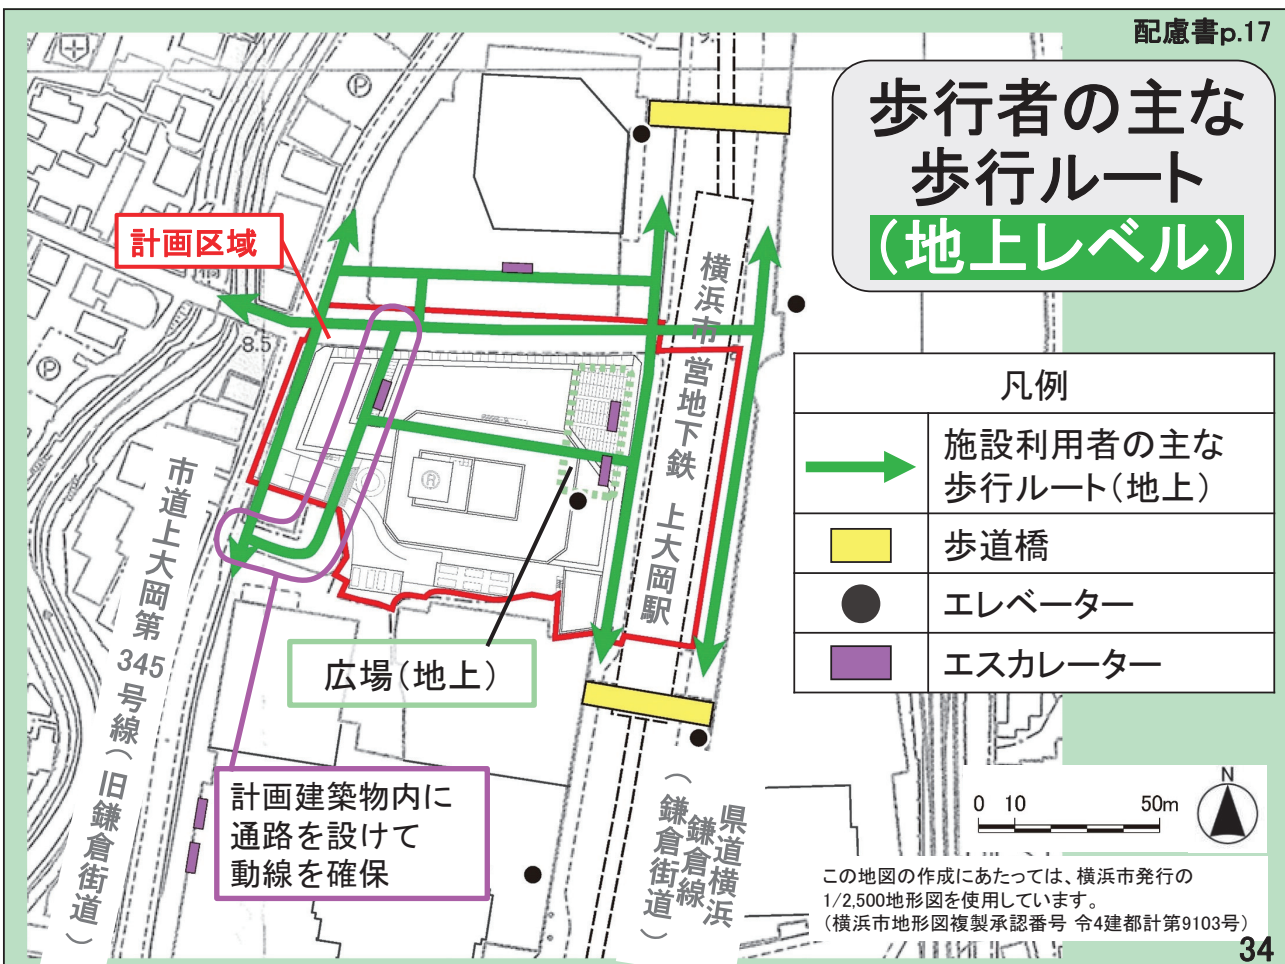 配慮書p.17
歩行者の主な
歩行ルート
(地上レベル)
計画区域
8.5
9.
P
P
R
横浜市営地下鉄 上大岡駅
市道上大岡第345号線(旧鎌倉街道)
広場(地上)
計画建築物内に
通路を設けて
動線を確保
県道横浜
鎌倉線
(鎌倉街道)
凡例
施設利用者の主な
歩行ルート(地上)
歩道橋
エレベーター
エスカレーター
N
0 10 50m
この地図の作成にあたっては、横浜市発行の
1/2,500地形図を使用しています。
(横浜市地形図複製承認番号 令4建都計第9103号)
34